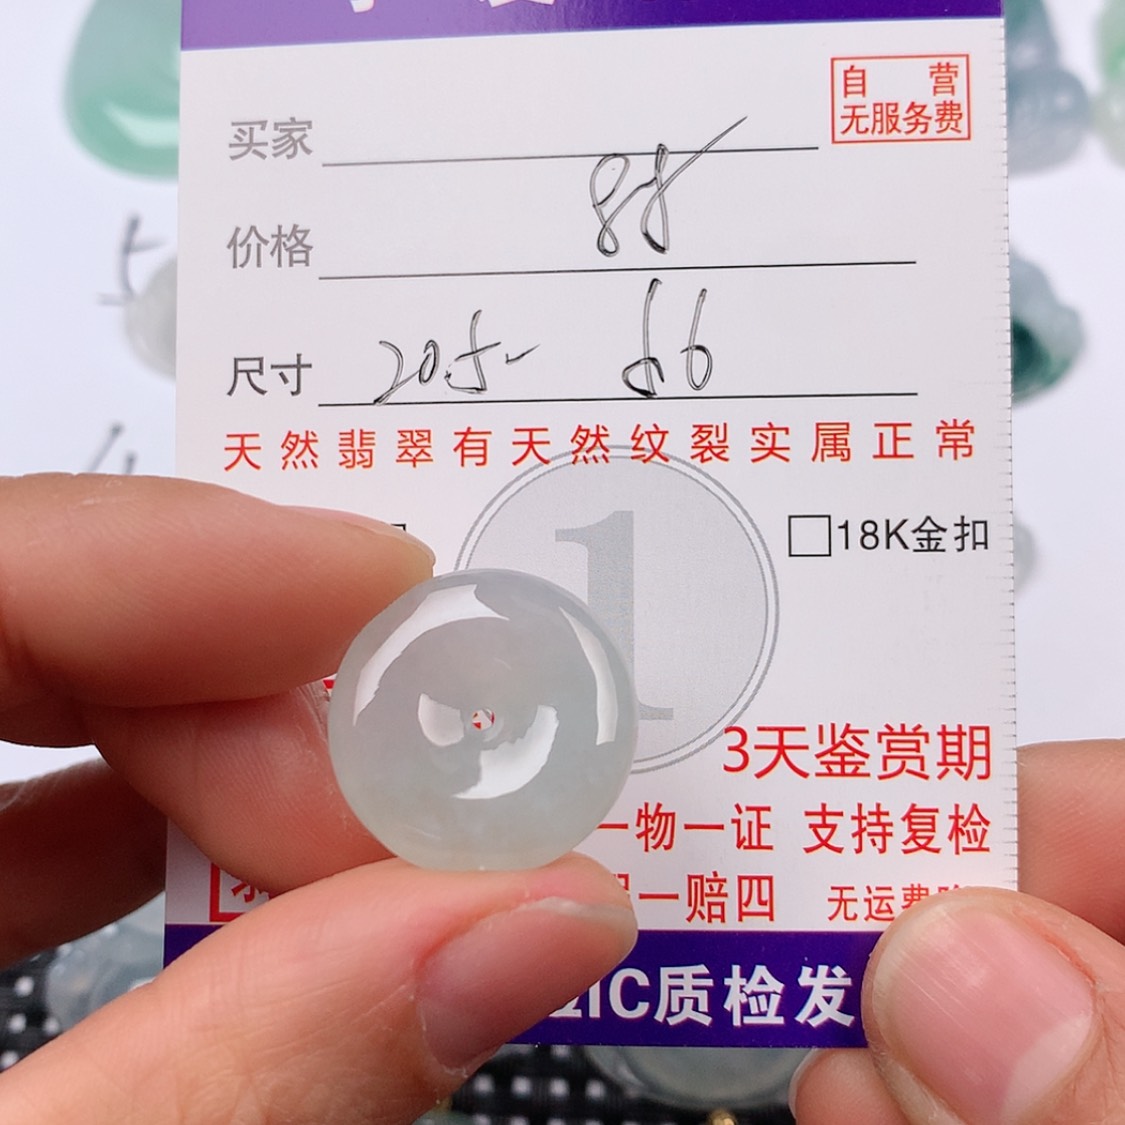 自 营
无服务费
买家
价格 88
尺寸 20.5- 66
天然翡翠有天然纹裂实属正常
1
18K金扣
3天鉴赏期
一物一证 支持复检
一赔四 无运费
IC质检发
5